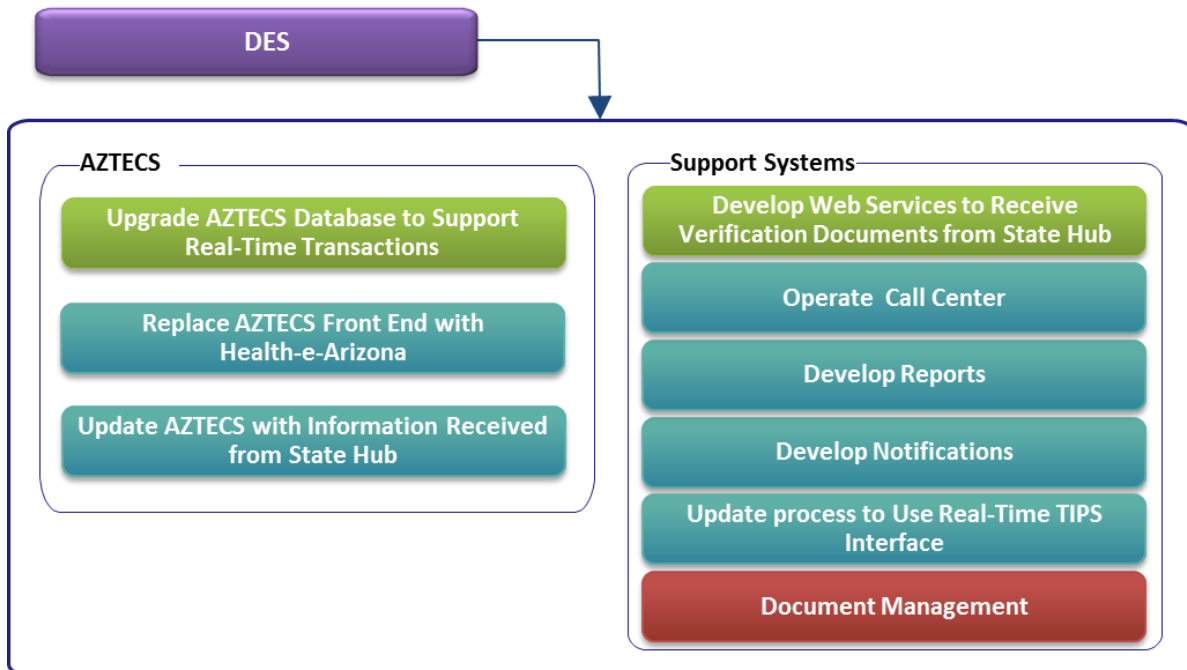 DES
AZTECS
Upgrade AZTECS Database to Support
Real-Time Transactions
Replace AZTECS Front End with
Health-e-Arizona
Update AZTECS with Information Received
from State Hub
Support Systems
Develop Web Services to Receive
Verification Documents from State Hub
Operate Call Center
Develop Reports
Develop Notifications
Update process to Use Real-Time TIPS
Interface
Document Management